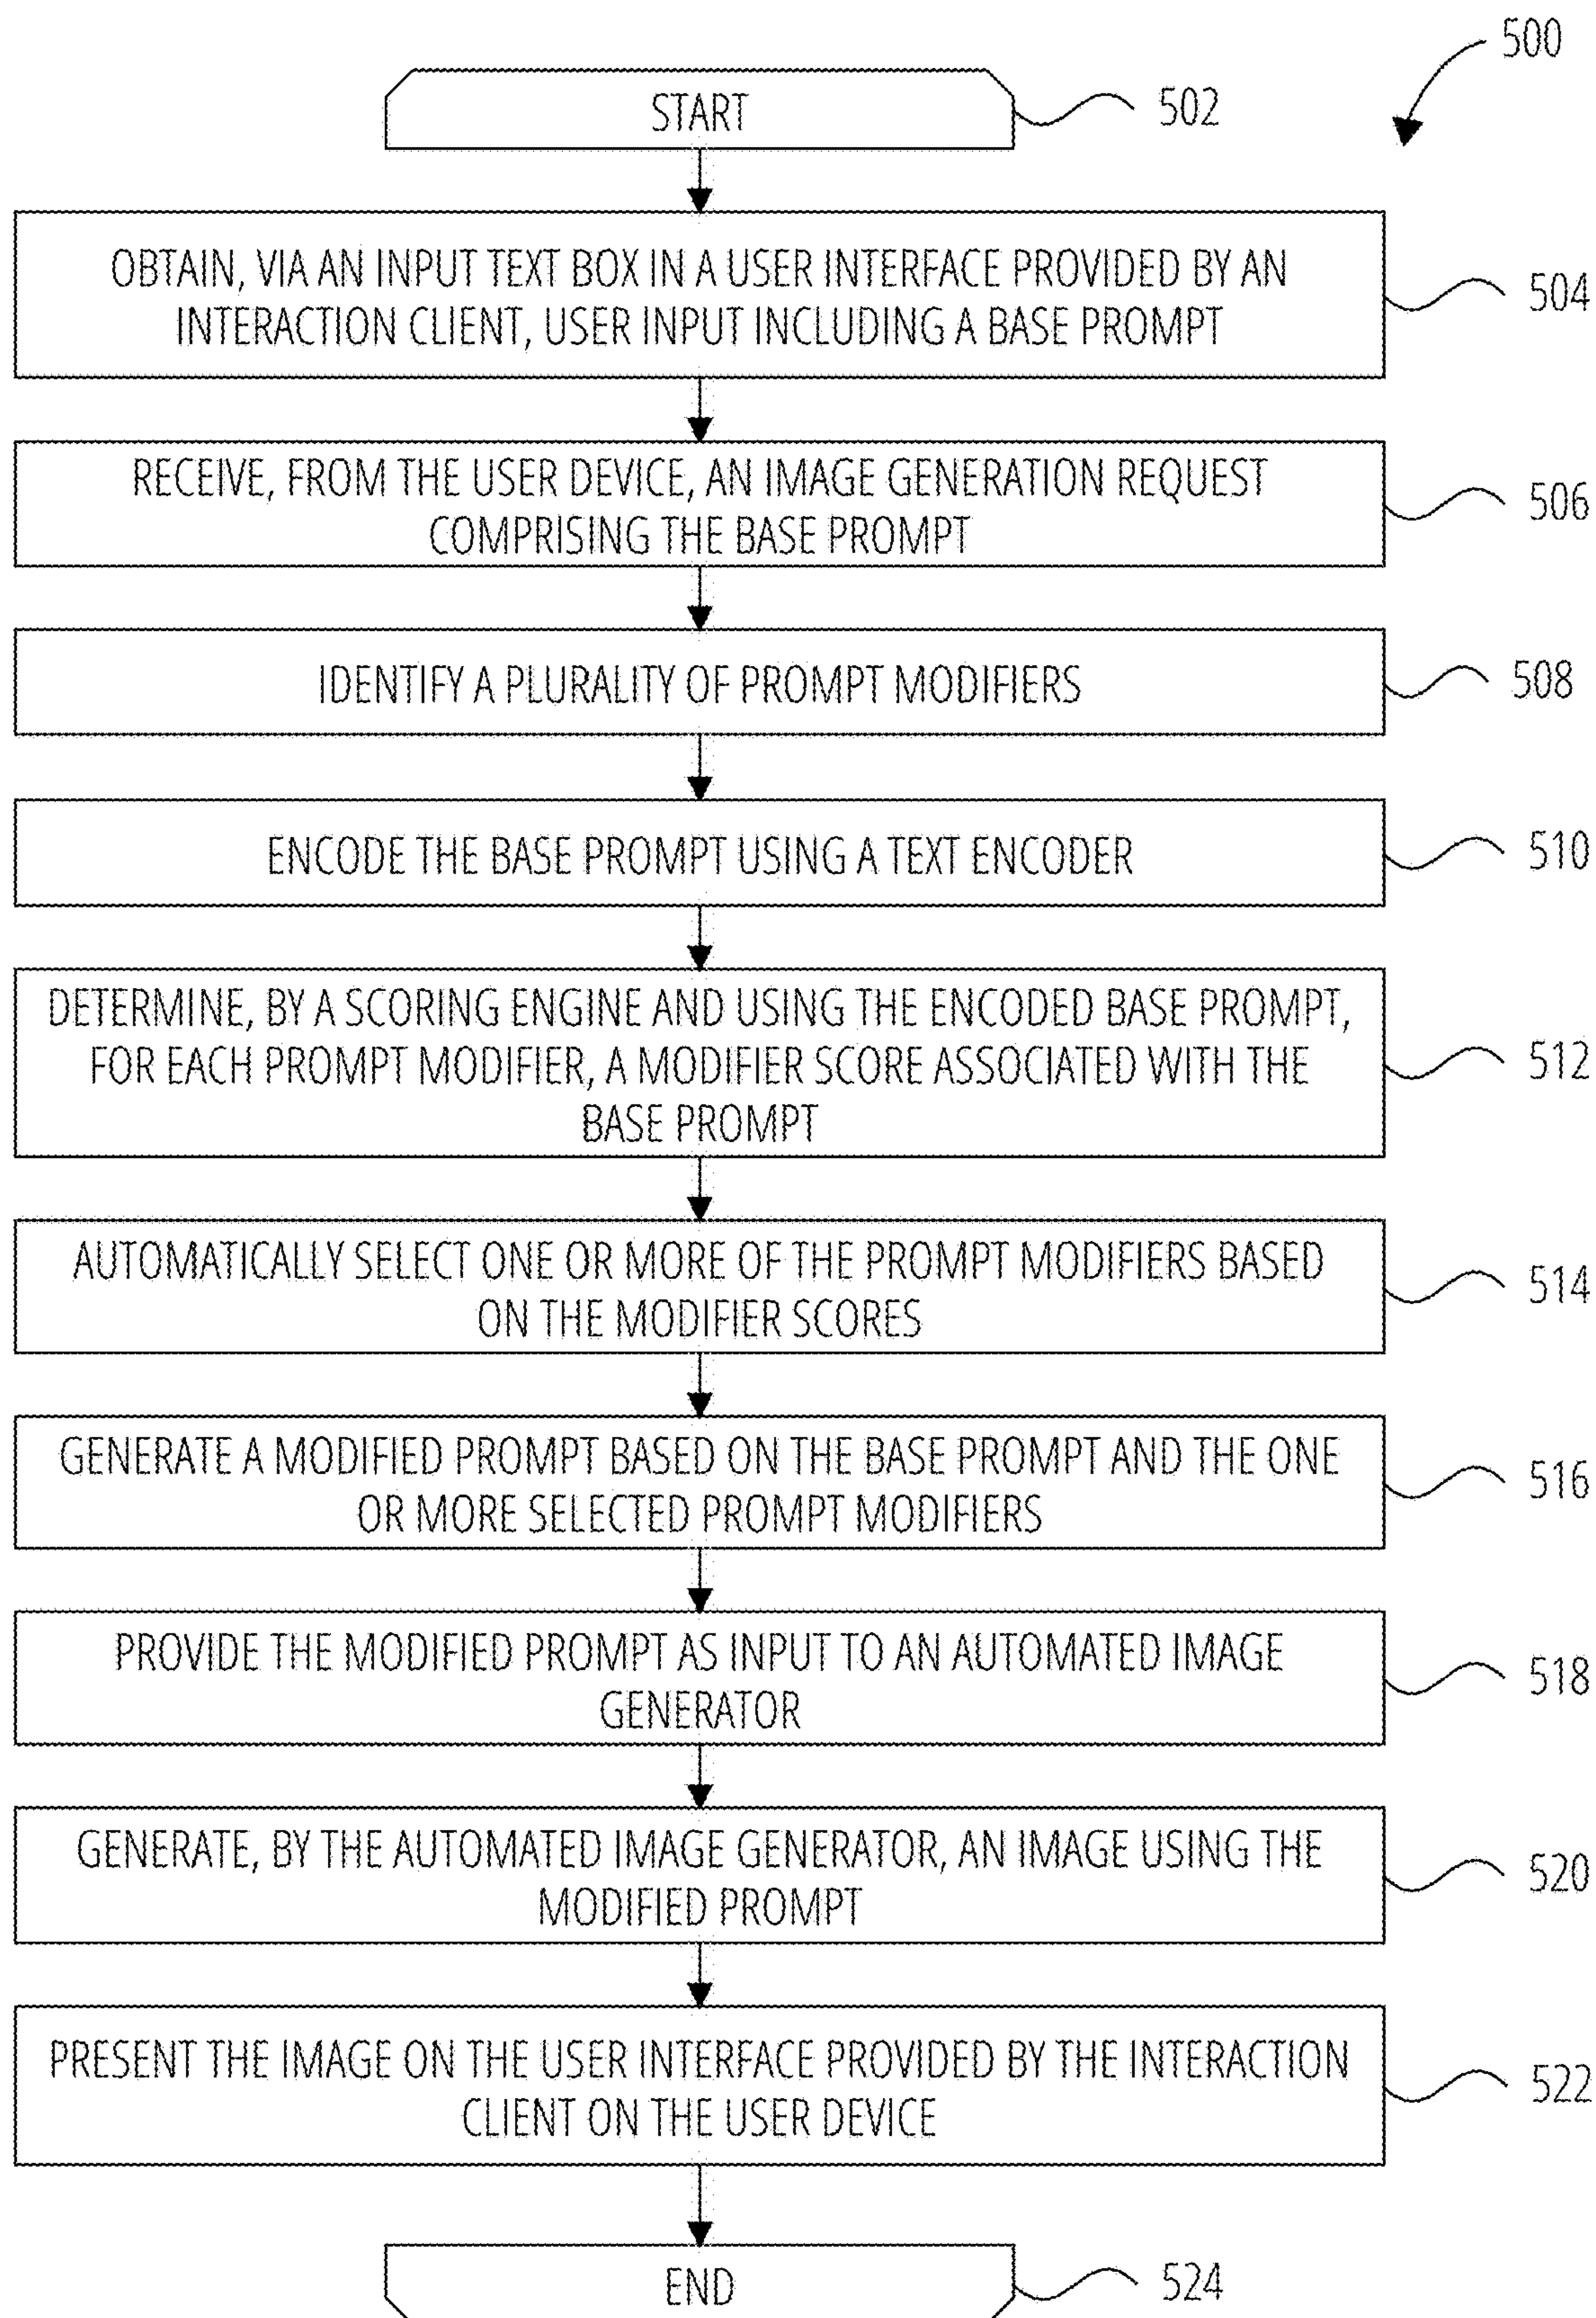 500
START
502
OBTAIN, VIA AN INPUT TEXT BOX IN A USER INTERFACE PROVIDED BY AN
INTERACTION CLIENT, USER INPUT INCLUDING A BASE PROMPT
504
RECEIVE, FROM THE USER DEVICE, AN IMAGE GENERATION REQUEST
COMPRISING THE BASE PROMPT
506
IDENTIFY A PLURALITY OF PROMPT MODIFIERS
508
ENCODE THE BASE PROMPT USING A TEXT ENCODER
510
DETERMINE, BY A SCORING ENGINE AND USING THE ENCODED BASE PROMPT,
FOR EACH PROMPT MODIFIER, A MODIFIER SCORE ASSOCIATED WITH THE
BASE PROMPT
512
AUTOMATICALLY SELECT ONE OR MORE OF THE PROMPT MODIFIERS BASED
ON THE MODIFIER SCORES
514
GENERATE A MODIFIED PROMPT BASED ON THE BASE PROMPT AND THE ONE
OR MORE SELECTED PROMPT MODIFIERS
516
PROVIDE THE MODIFIED PROMPT AS INPUT TO AN AUTOMATED IMAGE
GENERATOR
518
GENERATE, BY THE AUTOMATED IMAGE GENERATOR, AN IMAGE USING THE
MODIFIED PROMPT
520
PRESENT THE IMAGE ON THE USER INTERFACE PROVIDED BY THE INTERACTION
CLIENT ON THE USER DEVICE
522
END
524